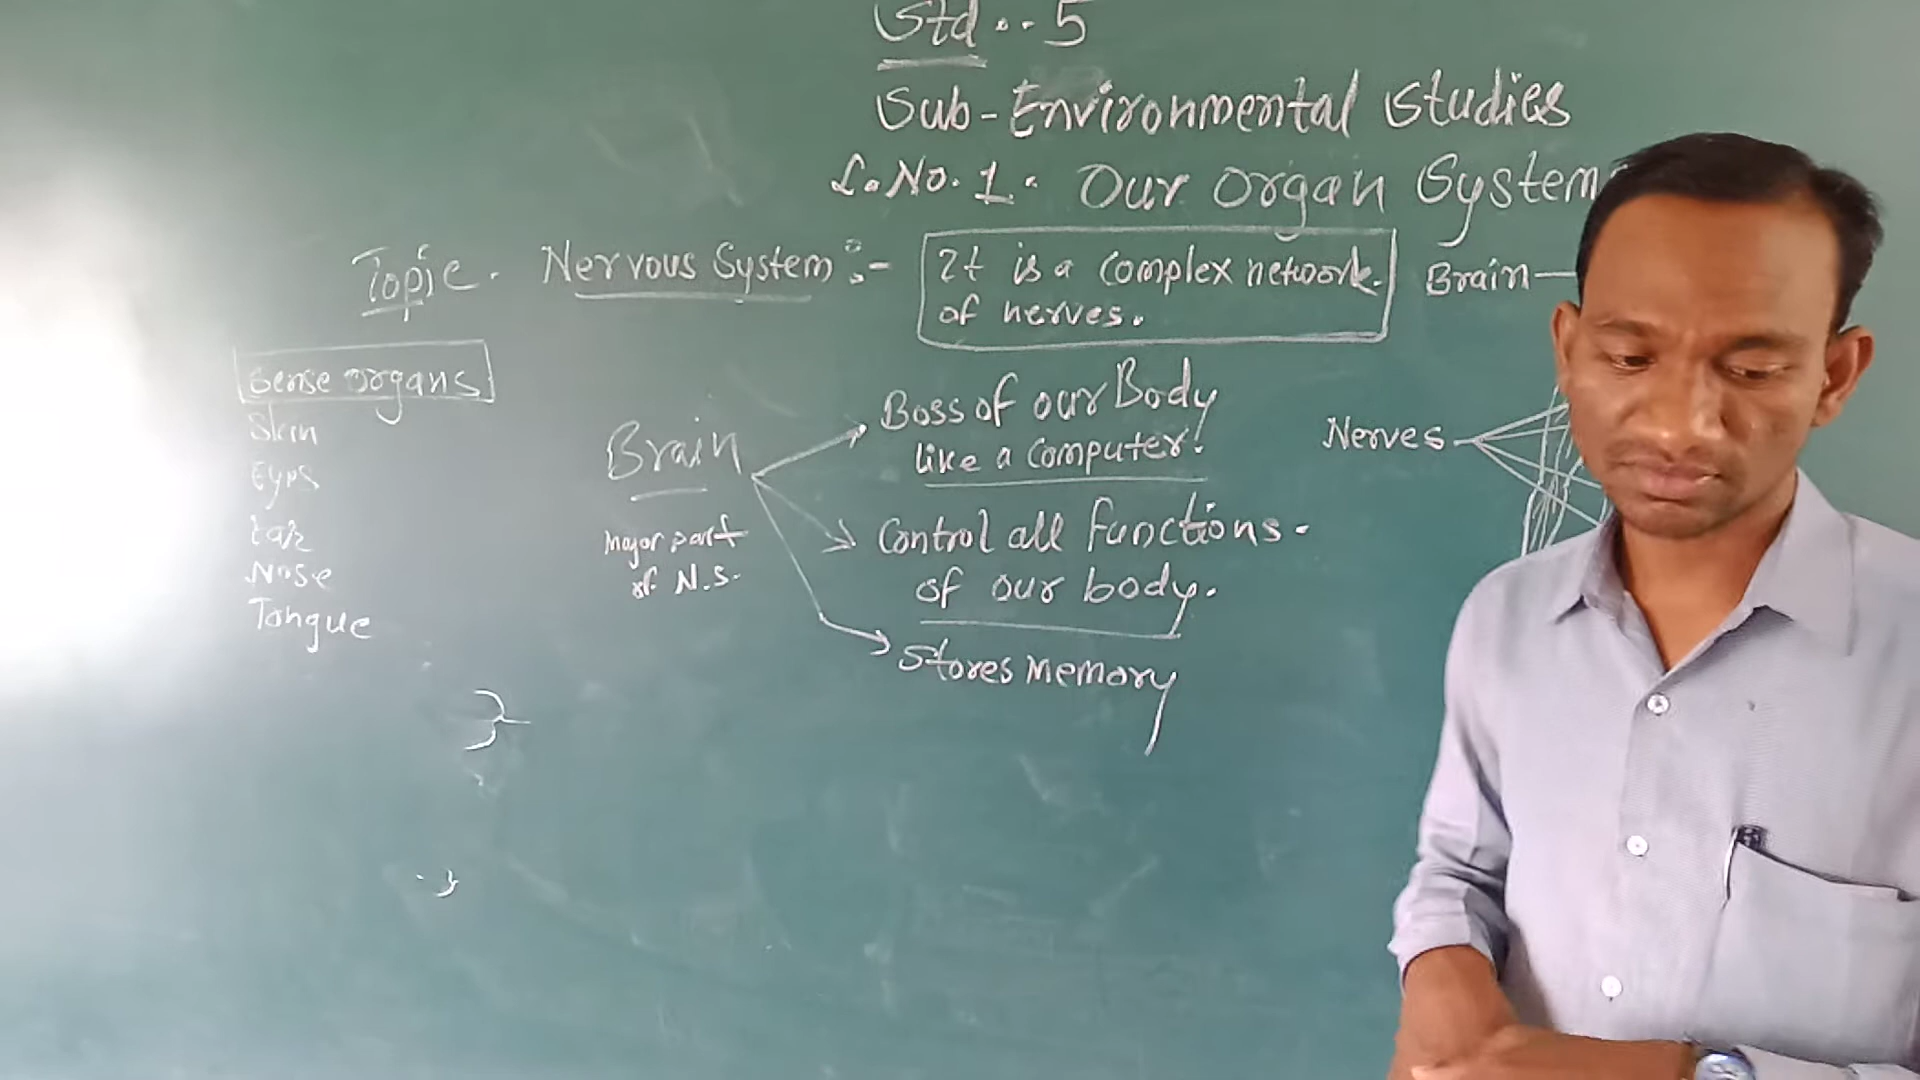 Std .. 5
Sub - Environmental Studies
L. No. 1. Our Organ System
Topic. Nervous System :- It is a complex network.
of nerves.
Brain
Sense organs
Skin
Eyes
Ear
Nose
Tongue
Brain
Major part
of N.S.
Boss of our Body
like a computer.
Control all functions.
of our body.
Stores Memory
Nerves